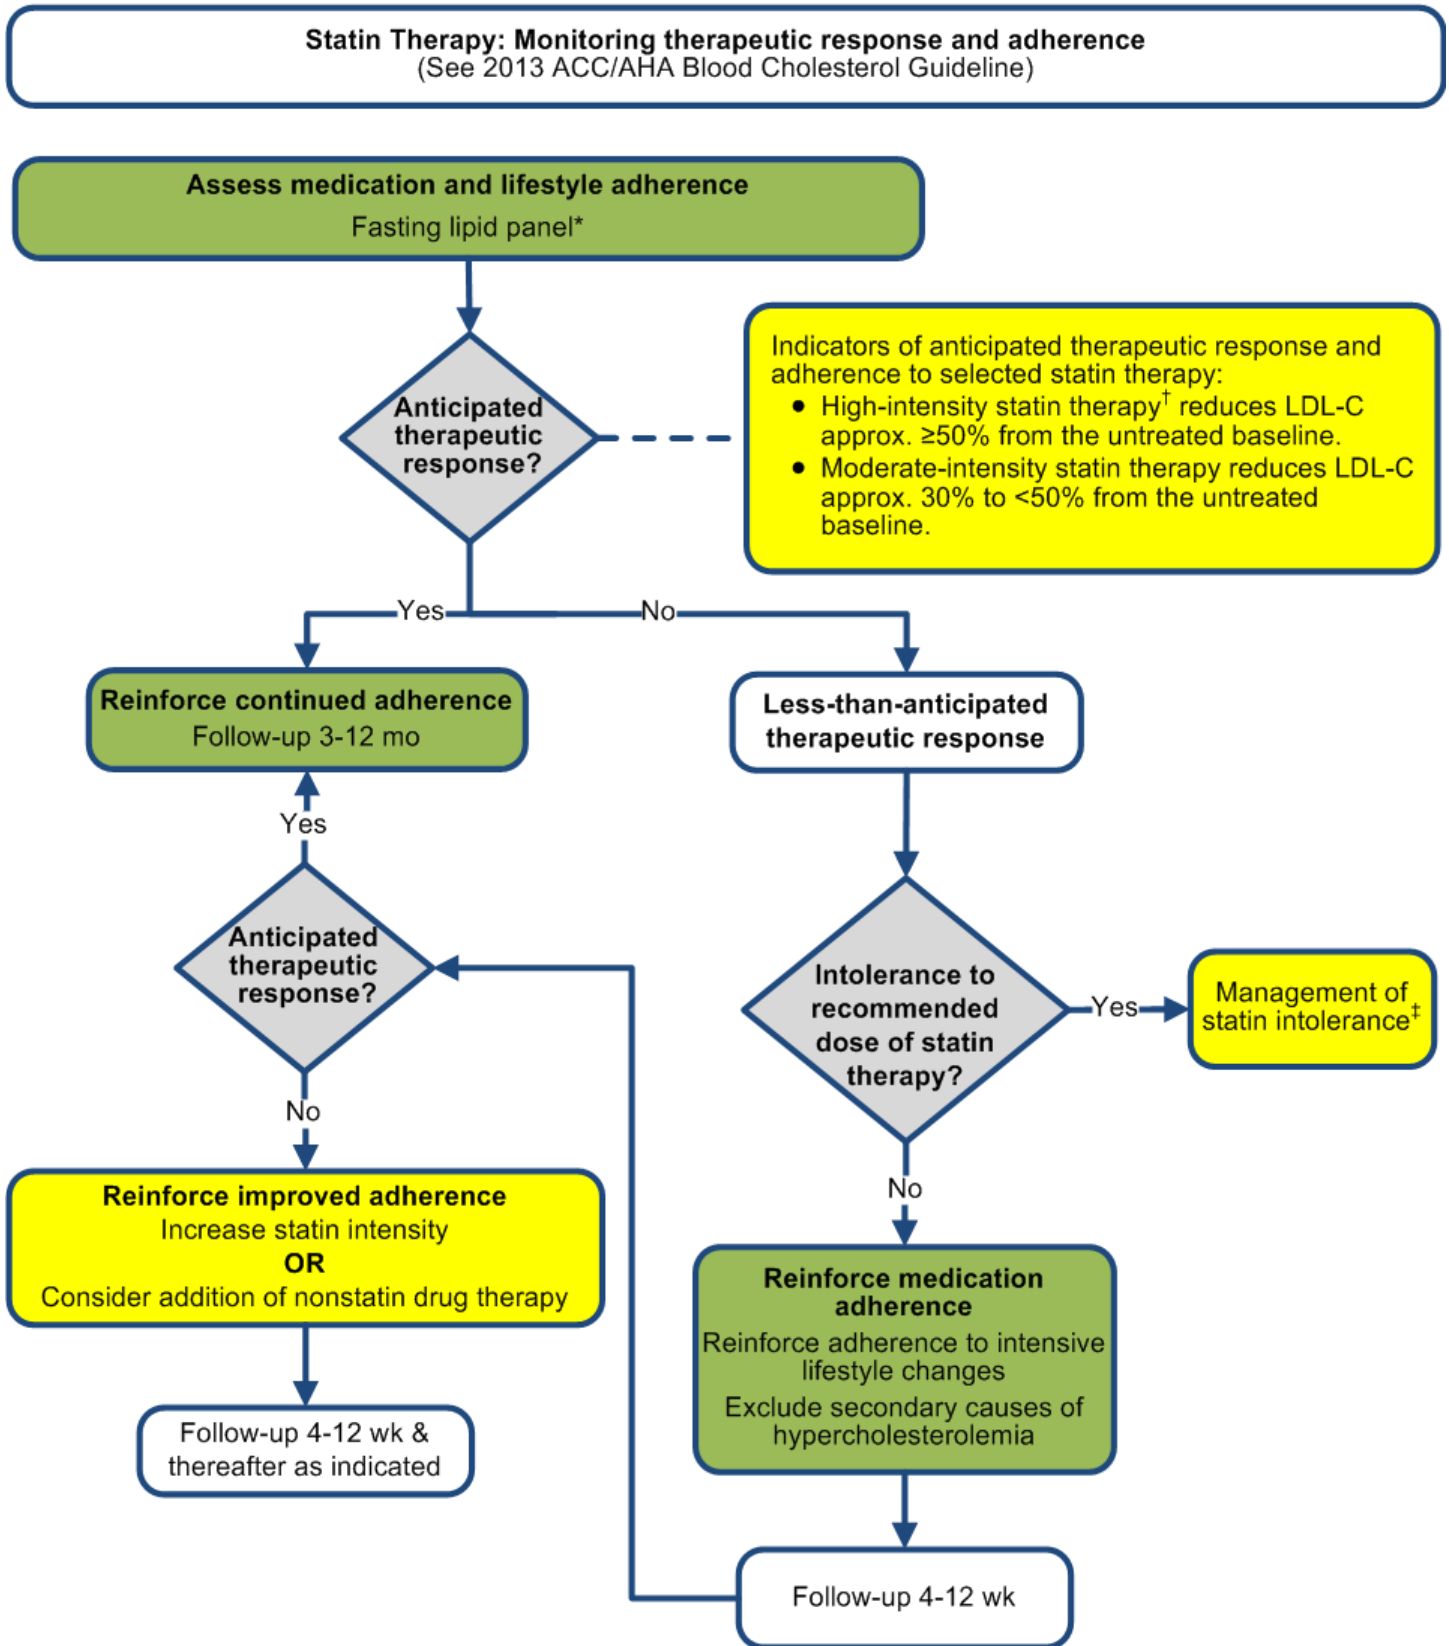 Statin Therapy: Monitoring therapeutic response and adherence
(See 2013 ACC/AHA Blood Cholesterol Guideline)
Assess medication and lifestyle adherence
Fasting lipid panel*
Anticipated
therapeutic
response?
Indicators of anticipated therapeutic response and
adherence to selected statin therapy:
● High-intensity statin therapy† reduces LDL-C
approx. ≥50% from the untreated baseline.
● Moderate-intensity statin therapy reduces LDL-C
approx. 30% to <50% from the untreated
baseline.
Yes
No
Reinforce continued adherence
Follow-up 3-12 mo
Less-than-anticipated
therapeutic response
Yes
Anticipated
therapeutic
response?
Intolerance to
recommended
dose of statin
therapy?
Yes
Management of
statin intolerance‡
No
No
Reinforce improved adherence
Increase statin intensity
OR
Consider addition of nonstatin drug therapy
Reinforce medication
adherence
Reinforce adherence to intensive
lifestyle changes
Exclude secondary causes of
hypercholesterolemia
Follow-up 4-12 wk &
thereafter as indicated
Follow-up 4-12 wk